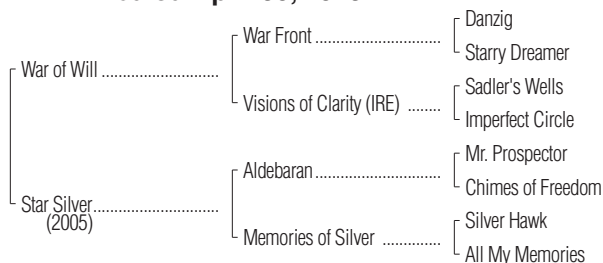 Danzig
War Front ..............................
Starry Dreamer
War of Will ............................
Sadler's Wells
Visions of Clarity (IRE) ........
Imperfect Circle
Mr. Prospector
Aldebaran ..............................
Chimes of Freedom
Star Silver ..............................
(2005)
Silver Hawk
Memories of Silver ..............
All My Memories